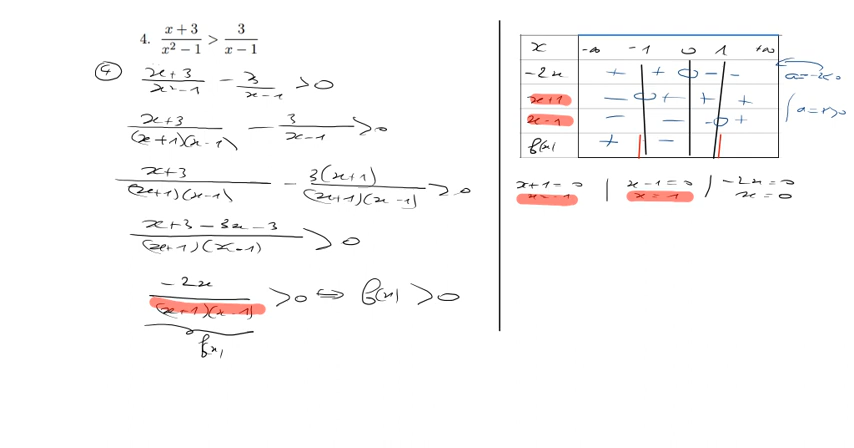 4. x+3/x²−1 > 3/x−1
④ x+3/x²−1 − 3/x−1 > 0
x+3/(x+1)(x−1) − 3/x−1 > 0
x+3/(x+1)(x−1) − 3(x+1)/(x+1)(x−1) > 0
x+3−3x−3/(x+1)(x−1) > 0
−2x/(x+1)(x−1) > 0 ⇔ f(x) > 0
f(x)
x −∞ −1 0 1 +∞
−2x + + 0 − − a=−2<0
x+1 − 0 + + + a=1>0
x−1 − − − 0 +
f(x) + −
x+1=0 | x−1=0 | −2x=0
x=−1 x=1 x=0